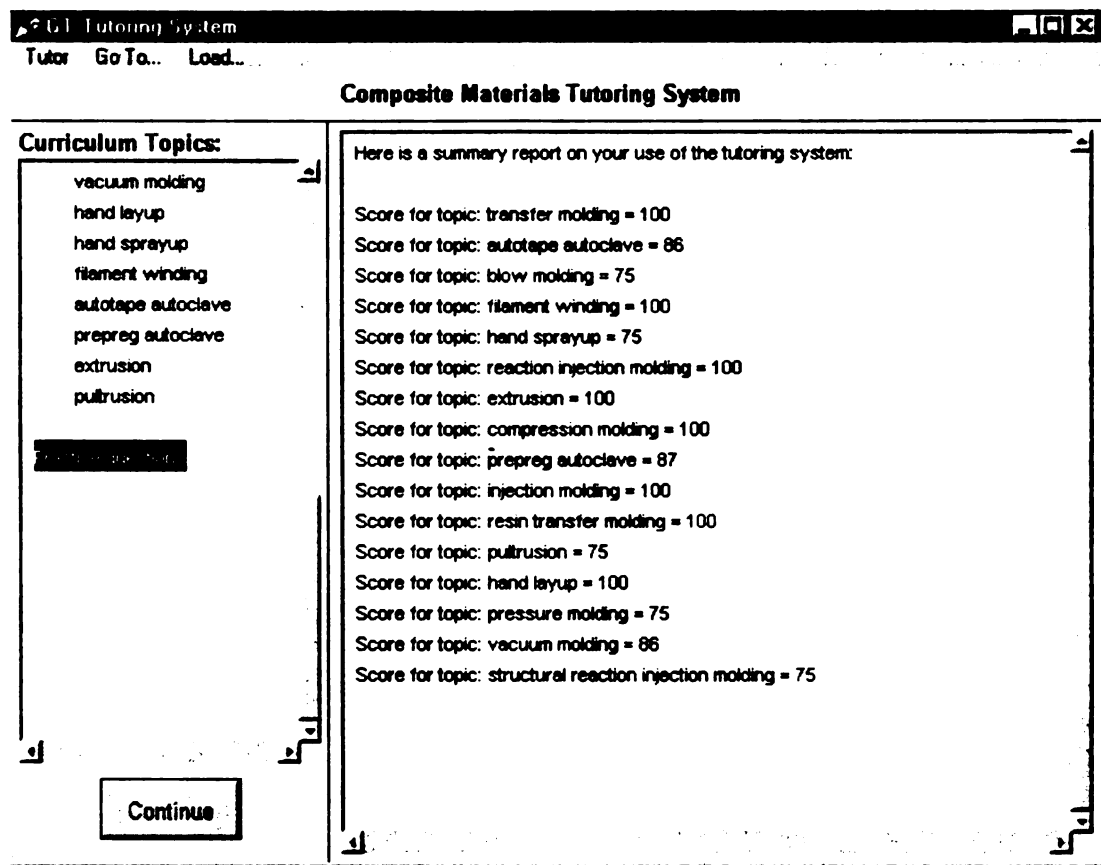 GT Tutoring System
Tutor Go To... Load...
Composite Materials Tutoring System
Curriculum Topics:
vacuum molding
hand layup
hand sprayup
filament winding
autotape autoclave
prepreg autoclave
extrusion
pultrusion
Continue
Here is a summary report on your use of the tutoring system:
Score for topic: transfer molding = 100
Score for topic: autotape autoclave = 86
Score for topic: blow molding = 75
Score for topic: filament winding = 100
Score for topic: hand sprayup = 75
Score for topic: reaction injection molding = 100
Score for topic: extrusion = 100
Score for topic: compression molding = 100
Score for topic: prepreg autoclave = 87
Score for topic: injection molding = 100
Score for topic: resin transfer molding = 100
Score for topic: pultrusion = 75
Score for topic: hand layup = 100
Score for topic: pressure molding = 75
Score for topic: vacuum molding = 86
Score for topic: structural reaction injection molding = 75